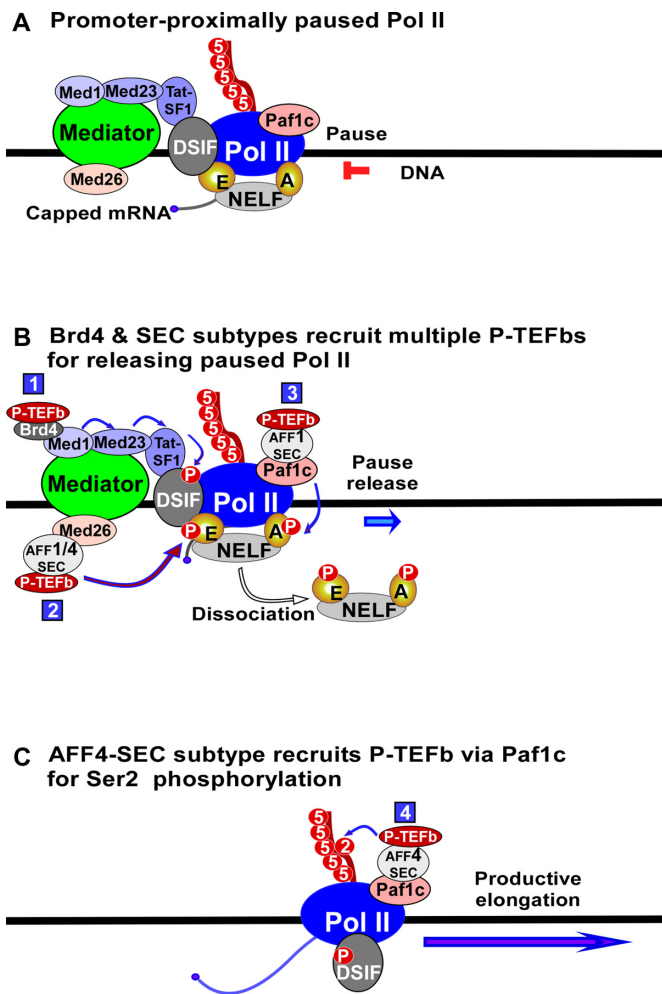 A Promoter-proximally paused Pol II
5
5
5
5
5
Med1
Med23
Tat-
SF1
Paf1c
Mediator
Pause
DSIF
Pol II
Med26
E
A
DNA
NELF
Capped mRNA
B Brd4 & SEC subtypes recruit multiple P-TEFbs
for releasing paused Pol II
1
3
P-TEFb
Brd4
5
5
5
5
5
P-TEFb
AFF1
SEC
Med1
Med23
Tat-
SF1
Paf1c
Pause
release
P
Mediator
DSIF
Pol II
Med26
P
E
A
P
NELF
AFF1/4
SEC
P-TEFb
2
Dissociation
P
P
E
A
NELF
C AFF4-SEC subtype recruits P-TEFb via Paf1c
for Ser2 phosphorylation
4
5
5
5
2
5
5
P-TEFb
AFF4
SEC
Paf1c
Productive
elongation
Pol II
P
DSIF